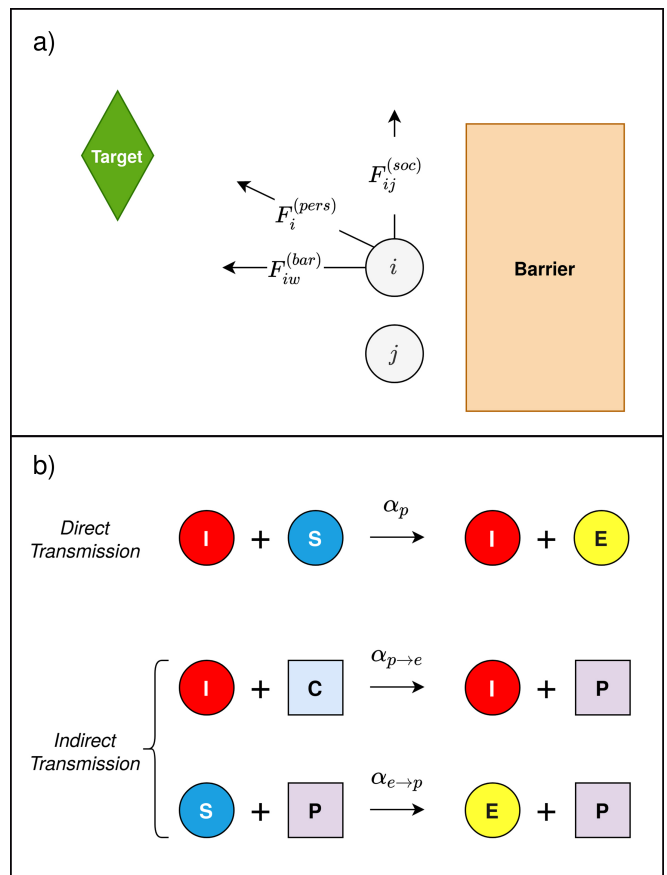 a)
Target
F_{ij}^{(soc)}
F_i^{(pers)}
F_{iw}^{(bar)}
i
Barrier
j
b)
Direct
Transmission
I + S α_p I + E
I + C α_{p→e} I + P
Indirect
Transmission
S + P α_{e→p} E + P